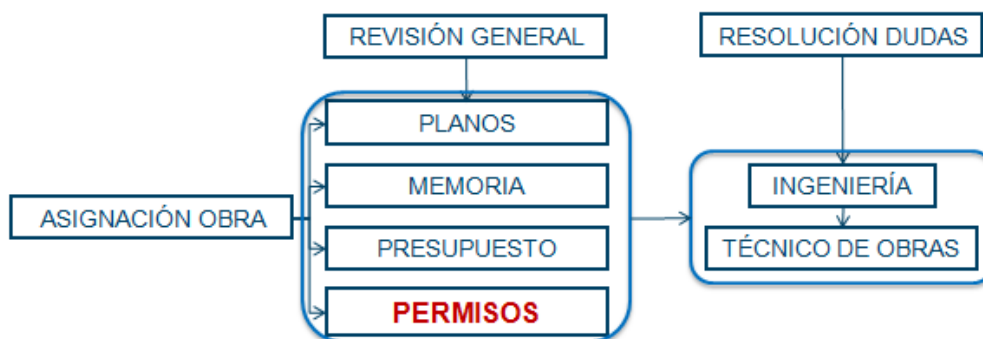 REVISIÓN GENERAL
RESOLUCIÓN DUDAS
PLANOS
MEMORIA
INGENIERÍA
ASIGNACIÓN OBRA
PRESUPUESTO
TÉCNICO DE OBRAS
PERMISOS